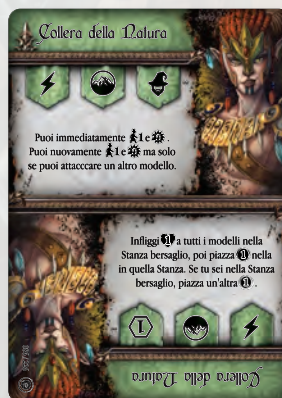 Collera della Natura
Puoi immediatamente 1 e .
Puoi nuovamente 1 e ma solo
se puoi attacccare un altro modello.
Infliggi 1 a tutti i modelli nella
Stanza bersaglio, poi piazza 1 nella
in quella Stanza. Se tu sei nella Stanza
bersaglio, piazza un'altra 1 .
I
Collera della Natura